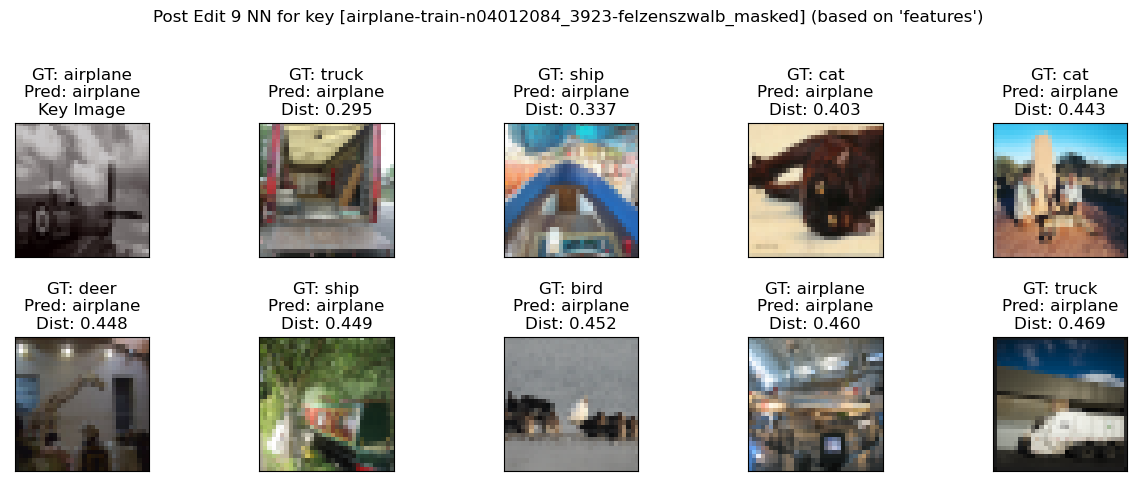 Post Edit 9 NN for key [airplane-train-n04012084_3923-felzenszwalb_masked] (based on 'features')
GT: airplane
Pred: airplane
Key Image
GT: truck
Pred: airplane
Dist: 0.295
GT: ship
Pred: airplane
Dist: 0.337
GT: cat
Pred: airplane
Dist: 0.403
GT: cat
Pred: airplane
Dist: 0.443
GT: deer
Pred: airplane
Dist: 0.448
GT: ship
Pred: airplane
Dist: 0.449
GT: bird
Pred: airplane
Dist: 0.452
GT: airplane
Pred: airplane
Dist: 0.460
GT: truck
Pred: airplane
Dist: 0.469